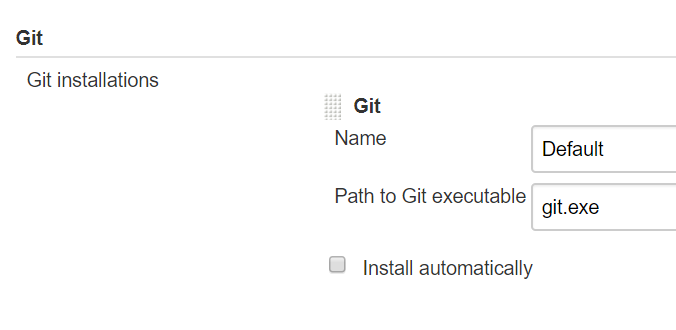 Git
Git installations
Git
Name
Default
Path to Git executable
git.exe
Install automatically